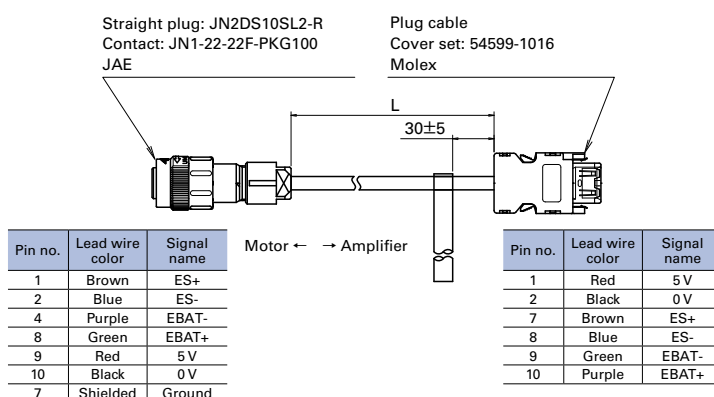 Straight plug: JN2DS10SL2-R
Contact: JN1-22-22F-PKG100
JAE
Plug cable
Cover set: 54599-1016
Molex
L
30±5
Motor ← → Amplifier
Pin no. Lead wire color Signal name
1 Brown ES+
2 Blue ES-
4 Purple EBAT-
8 Green EBAT+
9 Red 5 V
10 Black 0 V
7 Shielded Ground
Pin no. Lead wire color Signal name
1 Red 5 V
2 Black 0 V
7 Brown ES+
8 Blue ES-
9 Green EBAT-
10 Purple EBAT+